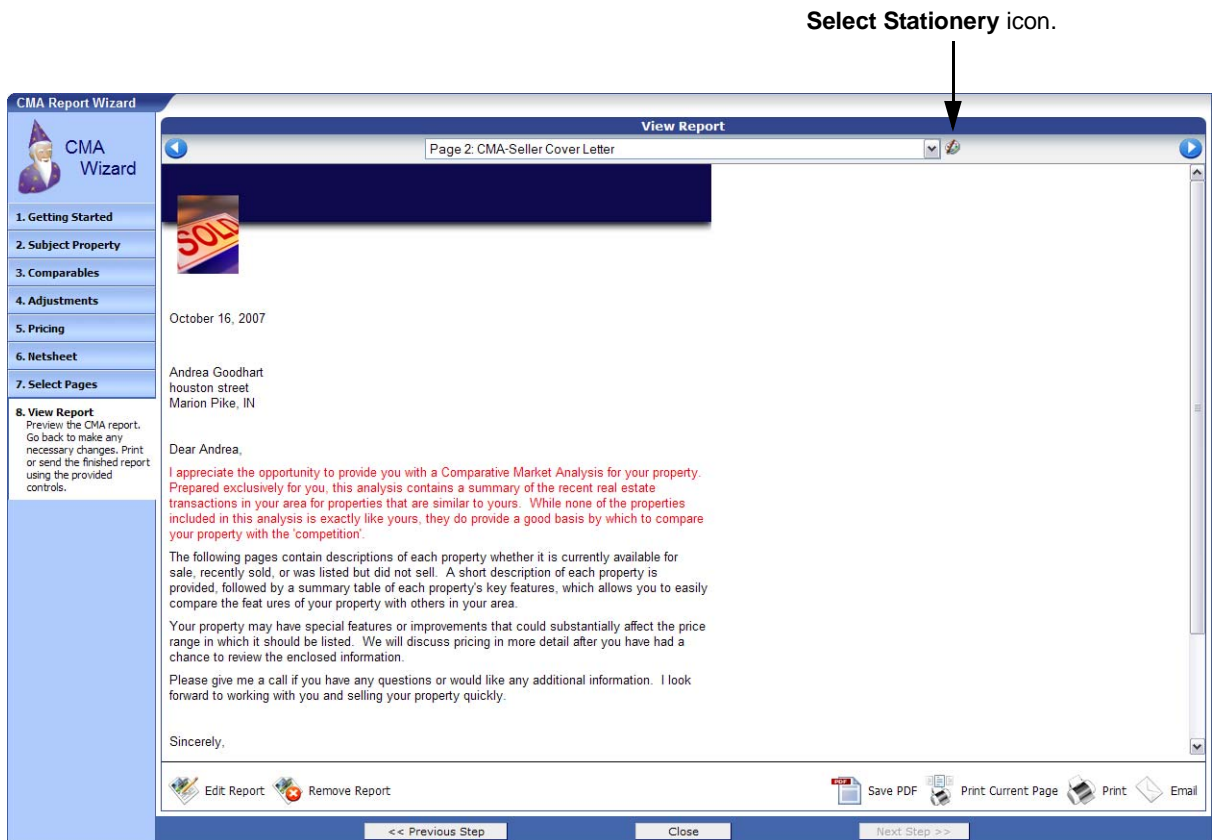 Select Stationery icon.
CMA Report Wizard
CMA
Wizard
1. Getting Started
2. Subject Property
3. Comparables
4. Adjustments
5. Pricing
6. Netsheet
7. Select Pages
8. View Report
Preview the CMA report.
Go back to make any
necessary changes. Print
or send the finished report
using the provided
controls.
View Report
Page 2: CMA-Seller Cover Letter
SOLD
October 16, 2007
Andrea Goodhart
houston street
Marion Pike, IN
Dear Andrea,
I appreciate the opportunity to provide you with a Comparative Market Analysis for your property.
Prepared exclusively for you, this analysis contains a summary of the recent real estate
transactions in your area for properties that are similar to yours. While none of the properties
included in this analysis is exactly like yours, they do provide a good basis by which to compare
your property with the 'competition'.
The following pages contain descriptions of each property whether it is currently available for
sale, recently sold, or was listed but did not sell. A short description of each property is
provided, followed by a summary table of each property's key features, which allows you to easily
compare the feat ures of your property with others in your area.
Your property may have special features or improvements that could substantially affect the price
range in which it should be listed. We will discuss pricing in more detail after you have had a
chance to review the enclosed information.
Please give me a call if you have any questions or would like any additional information. I look
forward to working with you and selling your property quickly.
Sincerely,
Edit Report
Remove Report
PDF
Save PDF
Print Current Page
Print
Email
<< Previous Step
Close
Next Step >>